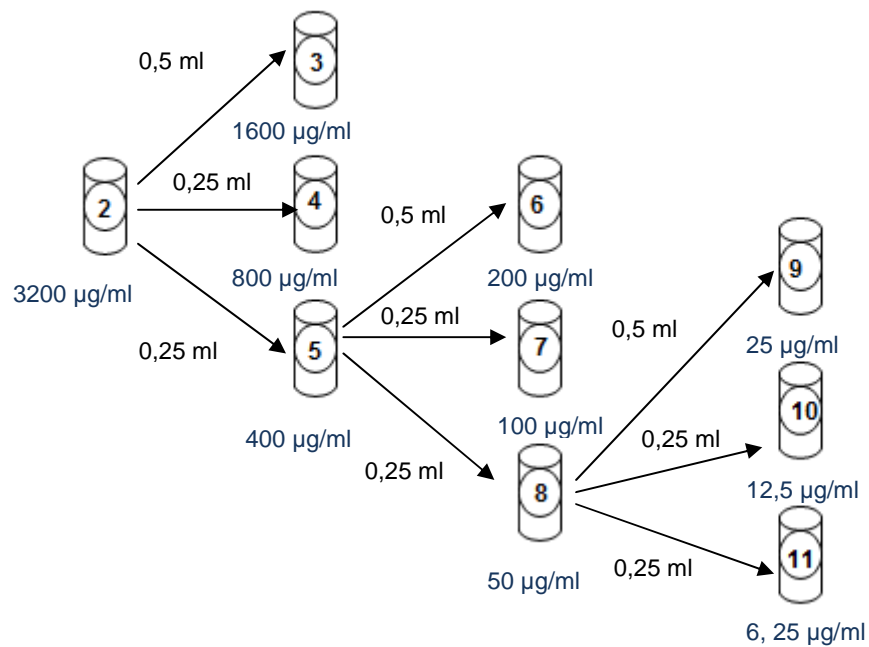 0,5 ml
3
1600 µg/ml
0,25 ml
2
4
0,5 ml
6
9
3200 µg/ml
800 µg/ml
200 µg/ml
0,25 ml
5
0,25 ml
7
0,5 ml
25 µg/ml
400 µg/ml
100 µg/ml
10
0,25 ml
0,25 ml
8
12,5 µg/ml
50 µg/ml
0,25 ml
11
6, 25 µg/ml